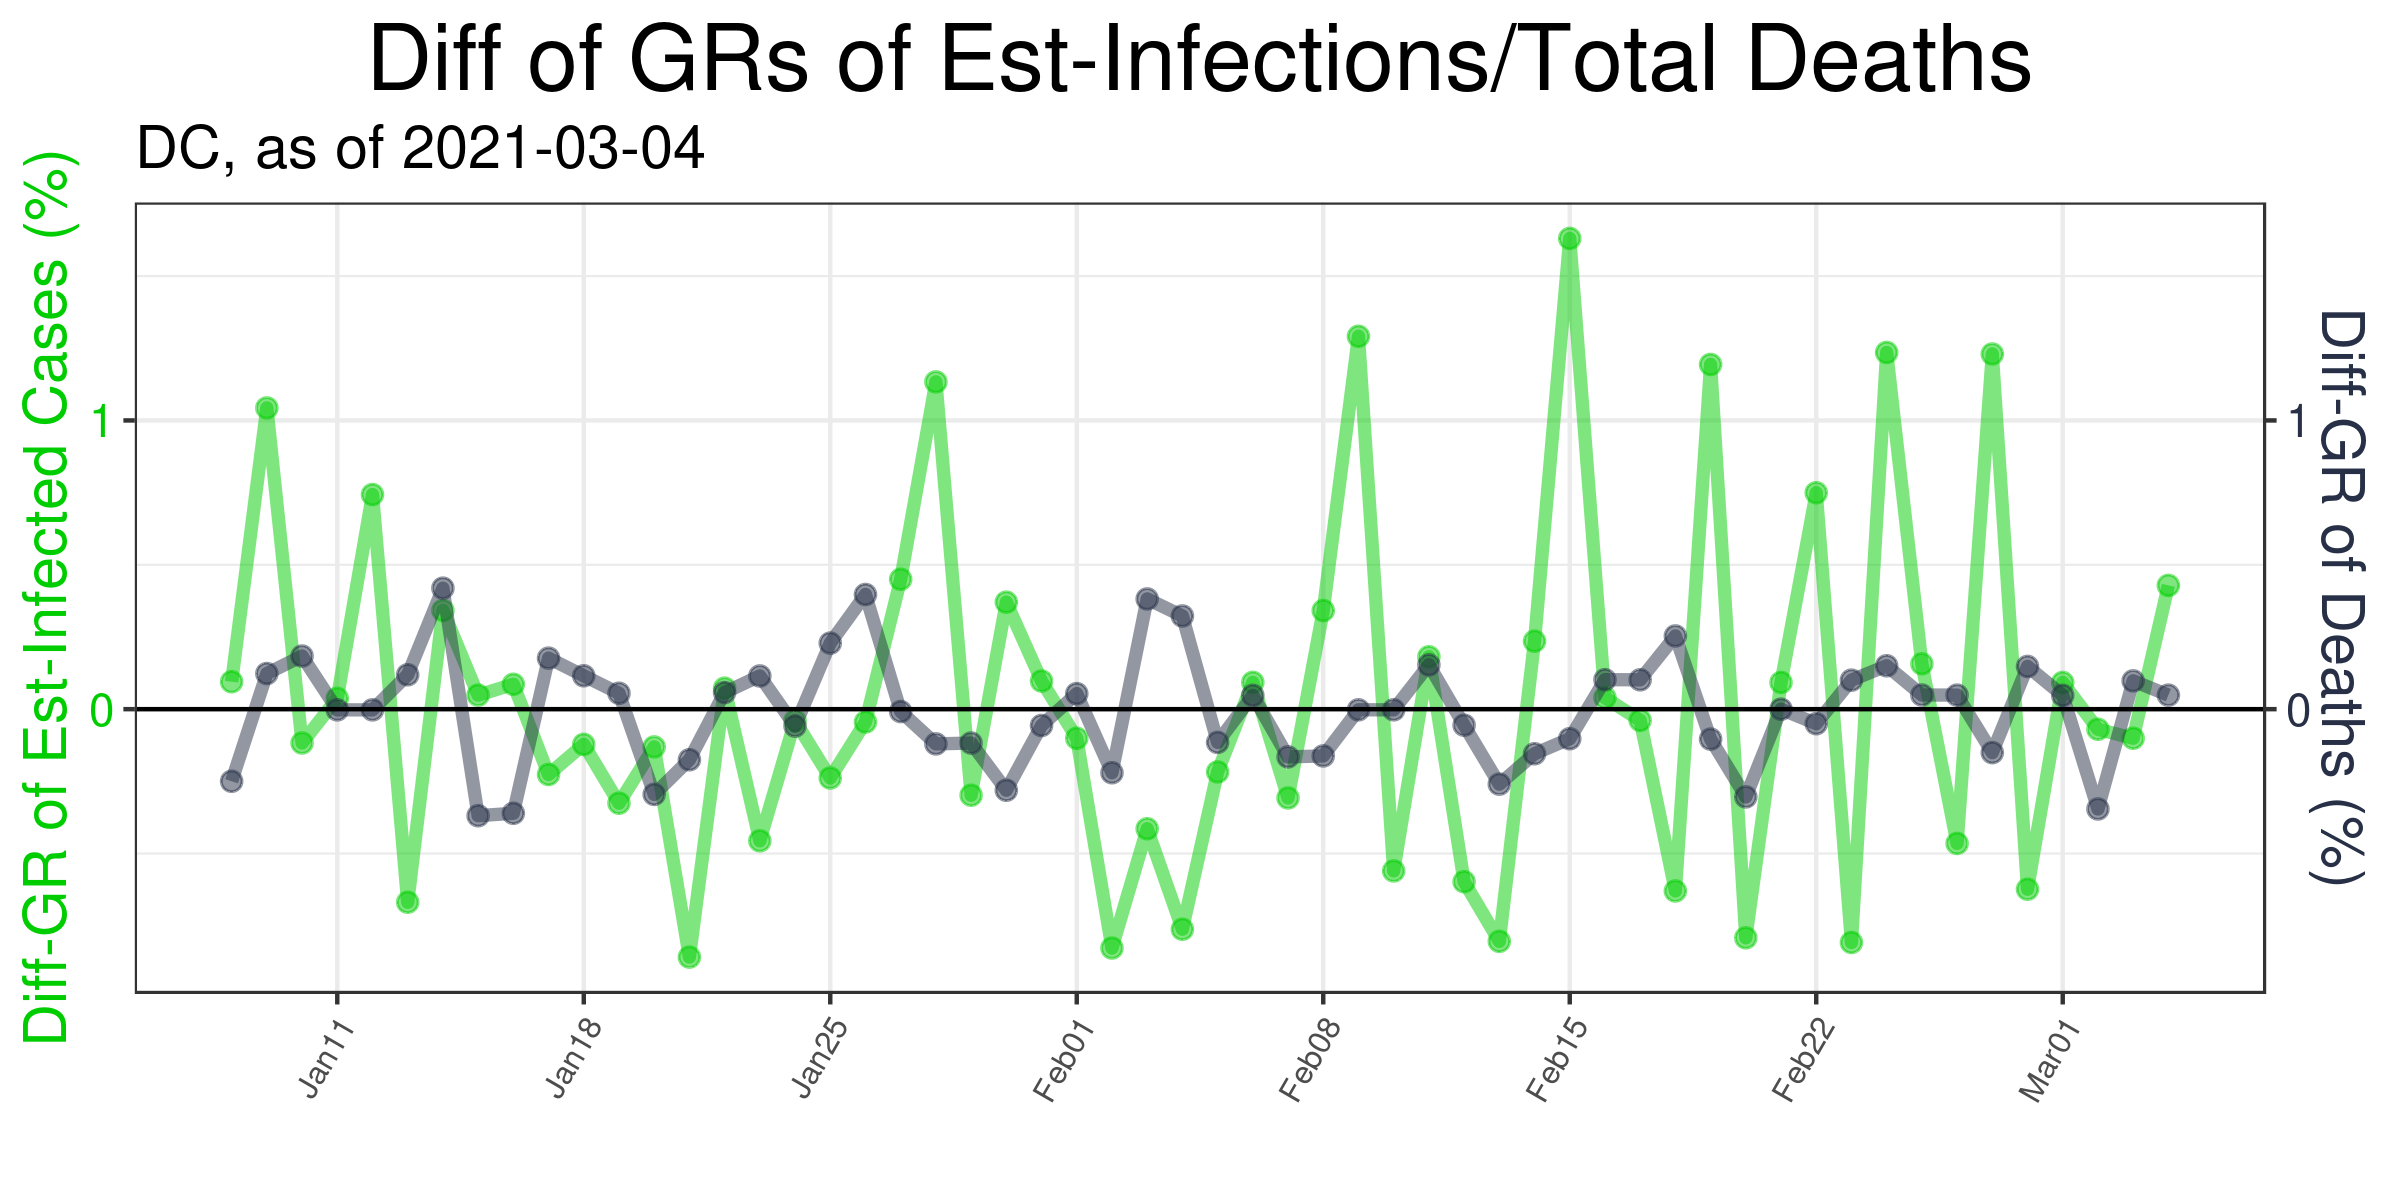 Diff of GRs of Est-Infections/Total Deaths
DC, as of 2021-03-04
Diff-GR of Est-Infected Cases (%)
1
0
1
0
Diff-GR of Deaths (%)
Jan11
Jan18
Jan25
Feb01
Feb08
Feb15
Feb22
Mar01